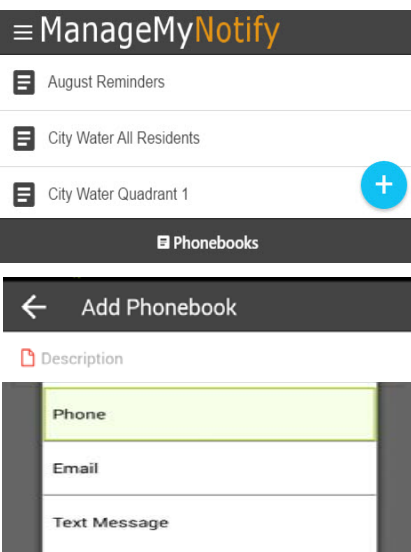 ManageMyNotify
August Reminders
City Water All Residents
City Water Quadrant 1
Phonebooks
Add Phonebook
Description
Phone
Email
Text Message